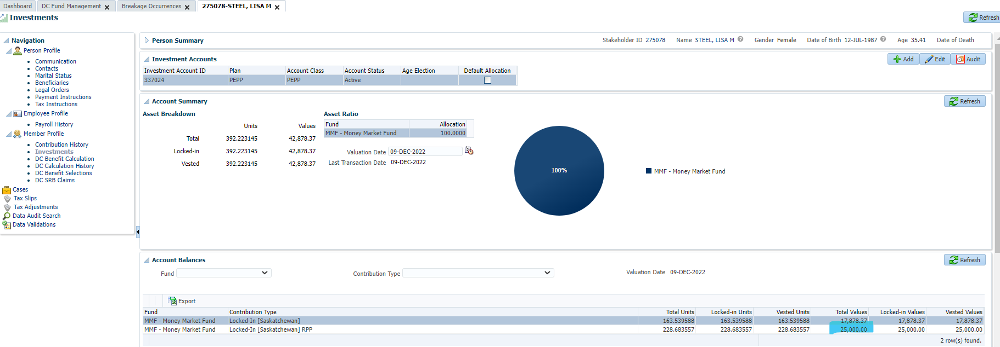 Dashboard DC Fund Management Breakage Occurrences 275078-STEEL, LISA M
Investments
Refresh
Navigation
Person Profile
Communication
Contacts
Marital Status
Beneficiaries
Legal Orders
Payment Instructions
Tax Instructions
Employee Profile
Payroll History
Member Profile
Contribution History
Investments
DC Benefit Calculation
DC Calculation History
DC Benefit Selections
DC SRB Claims
Cases
Tax Slips
Tax Adjustments
Data Audit Search
Data Validations
Person Summary Stakeholder ID 275078 Name STEEL, LISA M Gender Female Date of Birth 12-JUL-1987 Age 35.41 Date of Death
Investment Accounts Add Edit Audit
Investment Account ID Plan Account Class Account Status Age Election Default Allocation
337024 PEPP PEPP Active
Account Summary Refresh
Asset Breakdown
Units Values
Total 392.223145 42,878.37
Locked-in 392.223145 42,878.37
Vested 392.223145 42,878.37
Asset Ratio
Fund Allocation
MMF - Money Market Fund 100.0000
Valuation Date 09-DEC-2022
Last Transaction Date 09-DEC-2022
100%
MMF - Money Market Fund
Account Balances Refresh
Fund Contribution Type Valuation Date 09-DEC-2022
Export
Fund Contribution Type Total Units Locked-in Units Vested Units Total Values Locked-in Values Vested Values
MMF - Money Market Fund Locked-In [Saskatchewan] 163.539588 163.539588 163.539588 17,878.37 17,878.37 17,878.37
MMF - Money Market Fund Locked-In [Saskatchewan] RPP 228.683557 228.683557 228.683557 25,000.00 25,000.00 25,000.00
2 row(s) found.